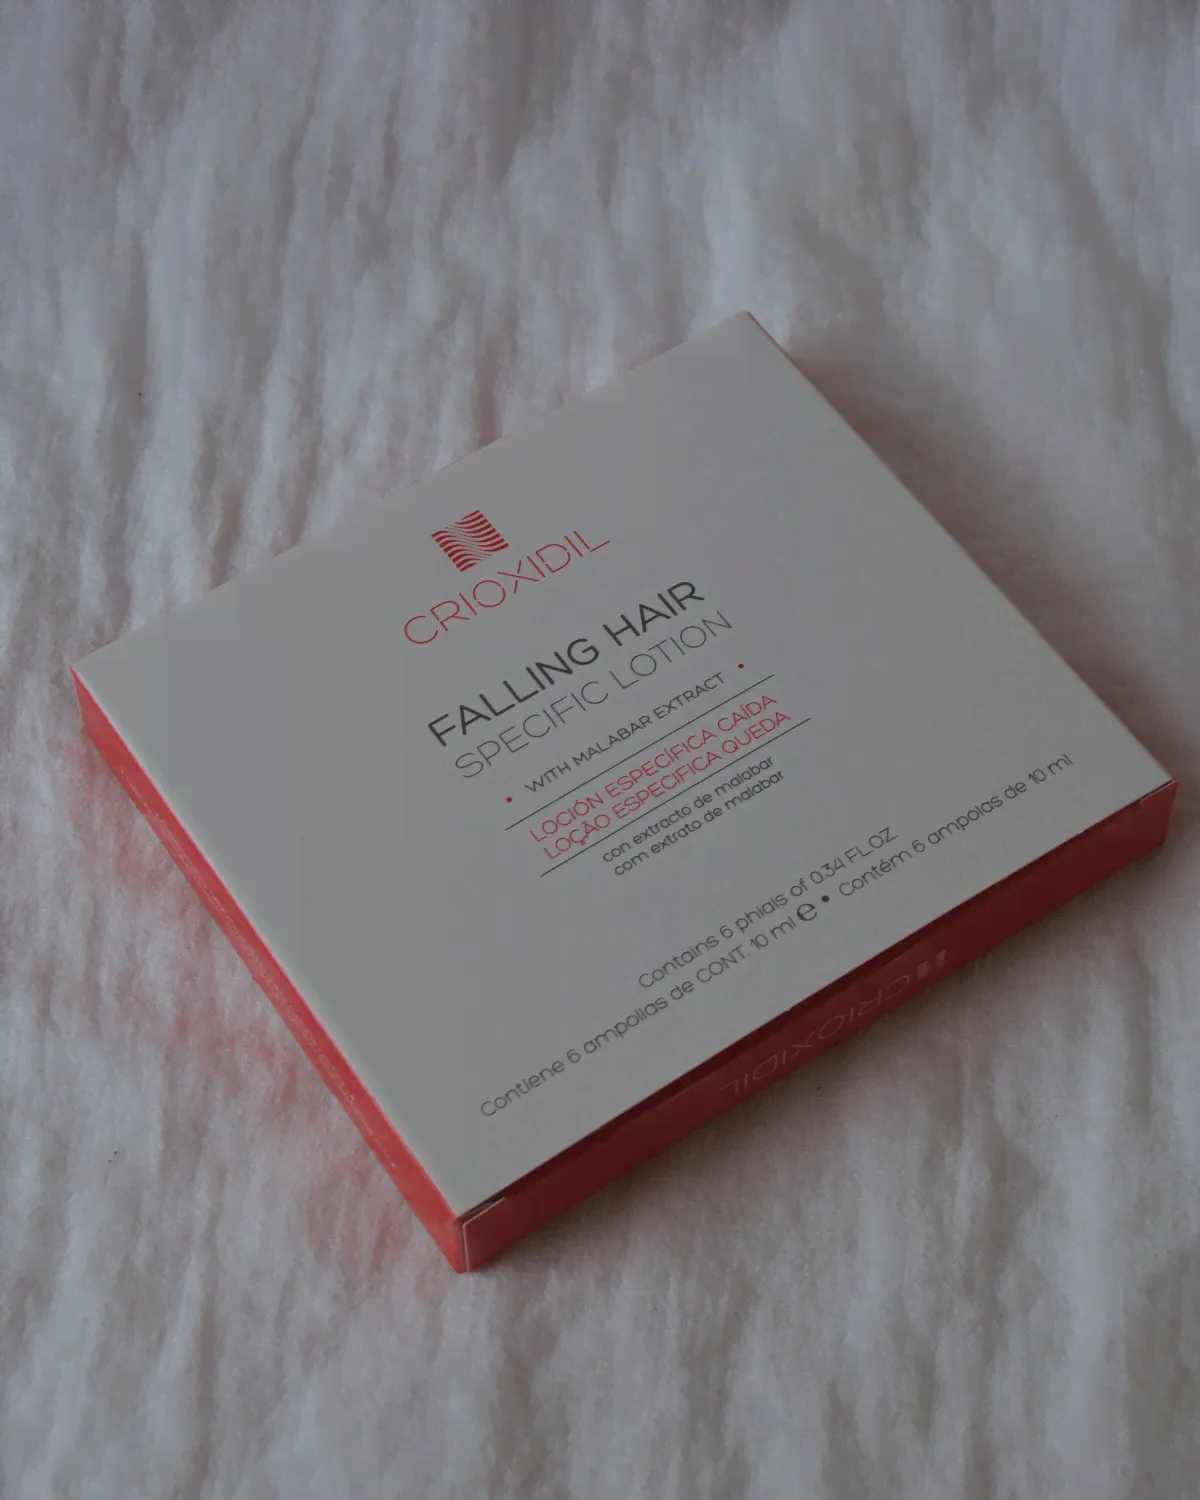 CRIOXIDIL
FALLING HAIR
SPECIFIC LOTION
• WITH MALABAR EXTRACT •
LOCIÓN ESPECÍFICA CAÍDA
LOÇÃO ESPECIFICA QUEDA
con extracto de malabar
com extrato de malabar
Contains 6 phials of 0.34 FL.OZ
Contiene 6 ampollas de CONT. 10 ml ℮ • Contém 6 ampolas de 10 ml
CRIOXIDIL